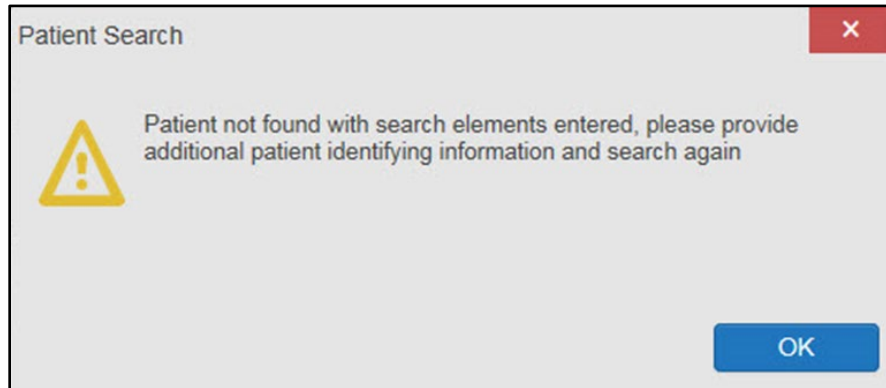 Patient Search
Patient not found with search elements entered, please provide
additional patient identifying information and search again
OK